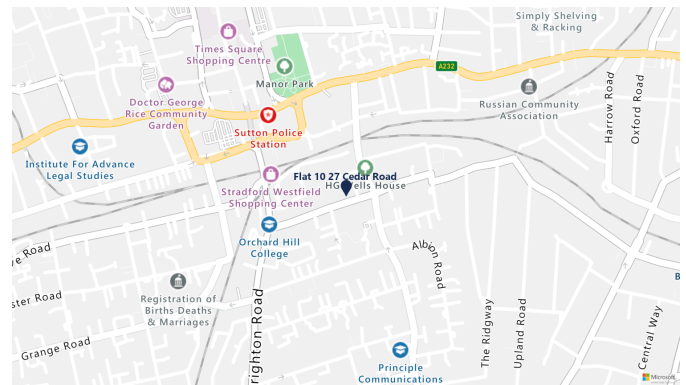 Simply Shelving
& Racking
Times Square
Shopping Centre
A232
Manor Park
Doctor George
Rice Community
Garden
Russian Community
Association
Harrow Road
Oxford Road
Sutton Police
Station
Institute For Advance
Legal Studies
Flat 10 27 Cedar Road
HG Wells House
Stradford Westfield
Shopping Center
Orchard Hill
College
Albion Road
ve Road
ster Road
Registration of
Births Deaths
& Marriages
Grange Road
righton Road
The Ridgway
Upland Road
Central Way
B
Principle
Communications
Microsoft